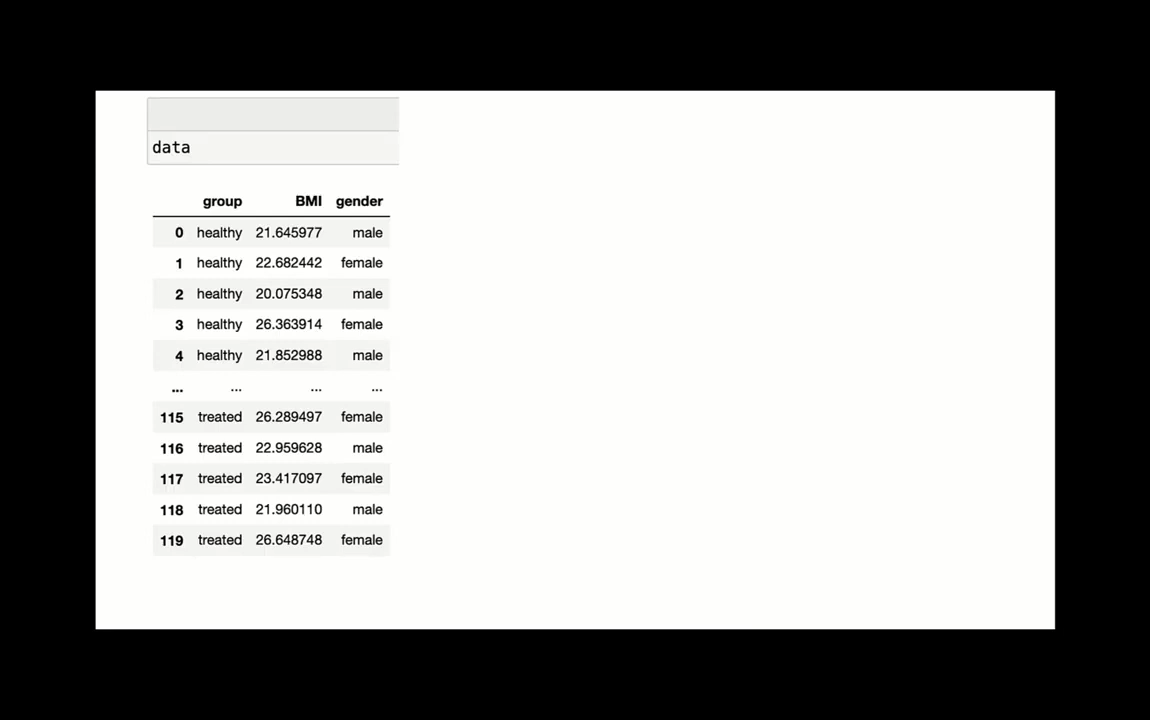 data
group BMI gender
0 healthy 21.645977 male
1 healthy 22.682442 female
2 healthy 20.075348 male
3 healthy 26.363914 female
4 healthy 21.852988 male
... ... ... ...
115 treated 26.289497 female
116 treated 22.959628 male
117 treated 23.417097 female
118 treated 21.960110 male
119 treated 26.648748 female